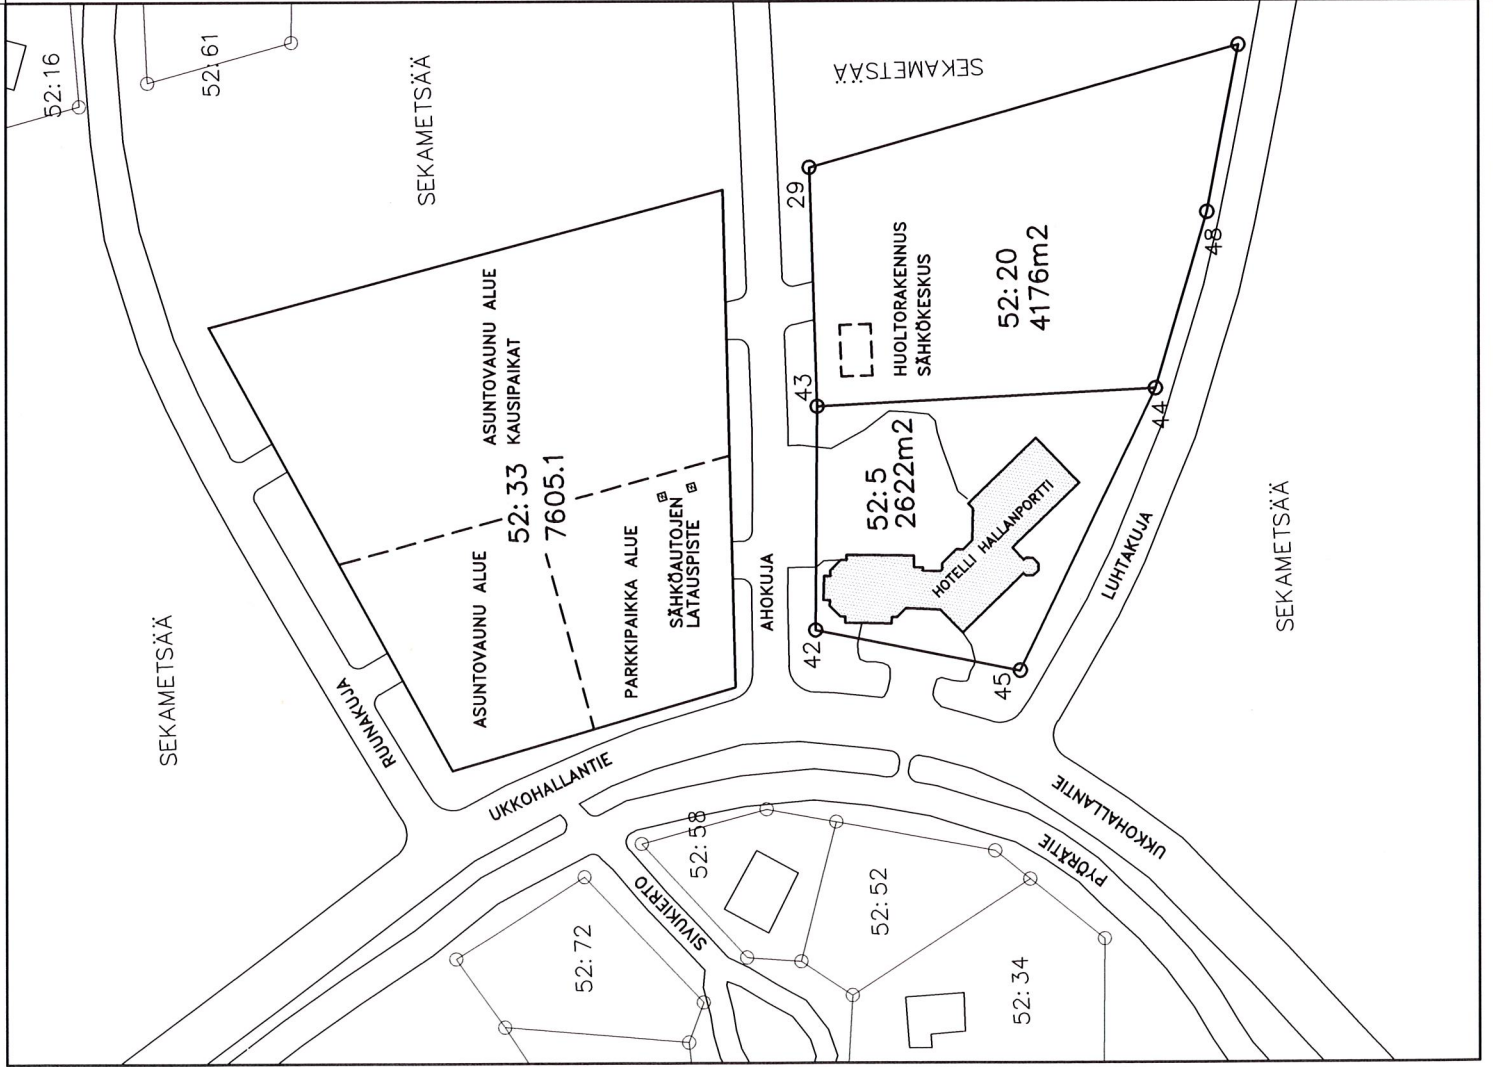 52:16
52:61
SEKAMETSÄÄ
SEKAMETSÄÄ
SEKAMETSÄÄ
RUUNAKUJA
ASUNTOVAUNU ALUE
KAUSIPAIKAT
52:33
7605.1
ASUNTOVAUNU ALUE
PARKKIPAIKKA ALUE
SÄHKÖAUTOJEN
LATAUSPISTE
UKKOHALLANTIE
AHOKUJA
29
43
42
45
44
48
HUOLTORAKENNUS
SÄHKÖKESKUS
52:20
4176m2
52:5
2622m2
HOTELLI HALLANPORTTI
LUHTAKUJA
SEKAMETSÄÄ
UKKOHALLANTIE
PYÖRÄTIE
SIVUKIERTO
52:58
52:52
52:72
52:34